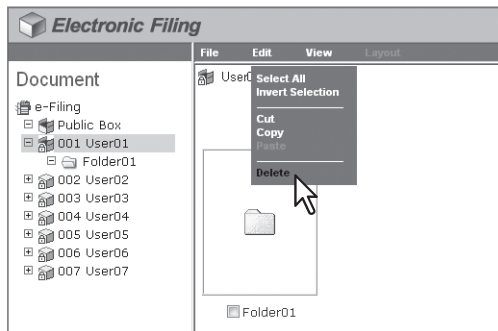 Electronic Filing
File Edit View Layout
Document
e-Filing
Public Box
001 User01
Folder01
002 User02
003 User03
004 User04
005 User05
006 User06
007 User07
Select All
Invert Selection
Cut
Copy
Paste
Delete
Folder01